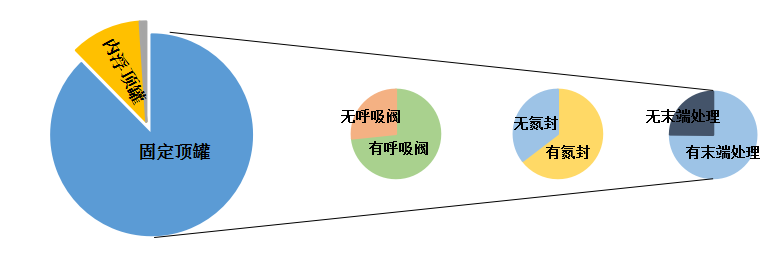 内浮顶罐
固定顶罐
无呼吸阀
有呼吸阀
无氮封
有氮封
无末端处理
有末端处理